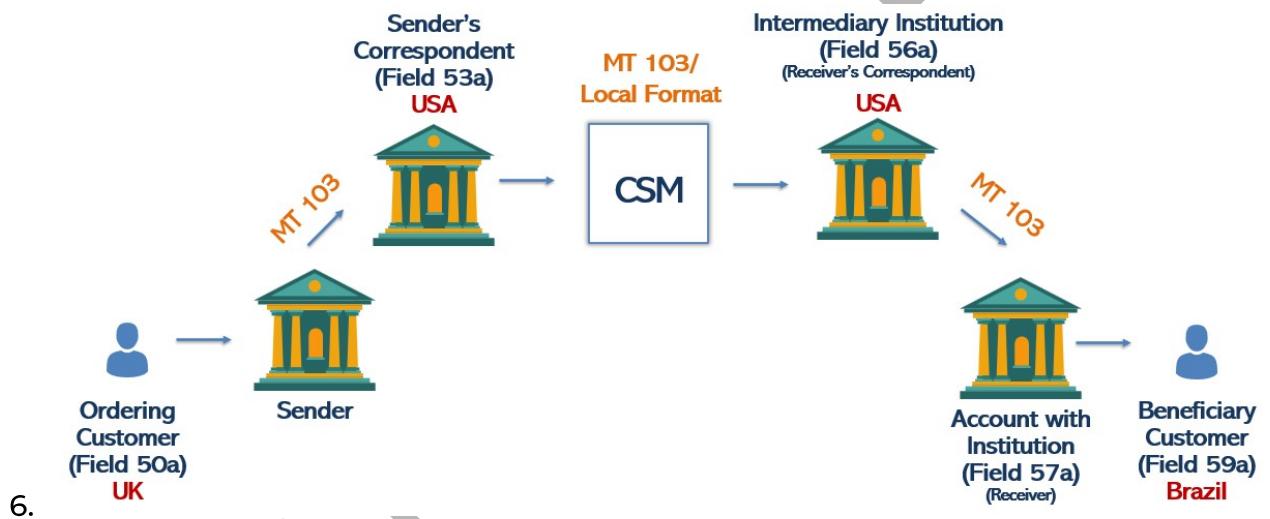 Sender's
Correspondent
(Field 53a)
USA
MT 103/
Local Format
Intermediary Institution
(Field 56a)
(Receiver's Correspondent)
USA
MT 103
CSM
MT 103
Ordering
Customer
(Field 50a)
UK
Sender
Account with
Institution
(Field 57a)
(Receiver)
Beneficiary
Customer
(Field 59a)
Brazil
6.